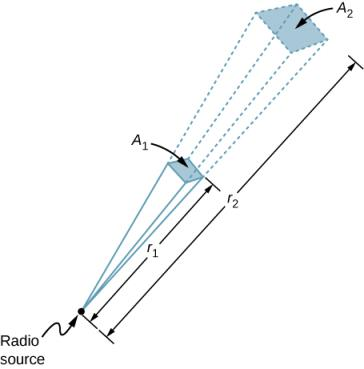 A₂
A₁
r₂
r₁
Radio
source